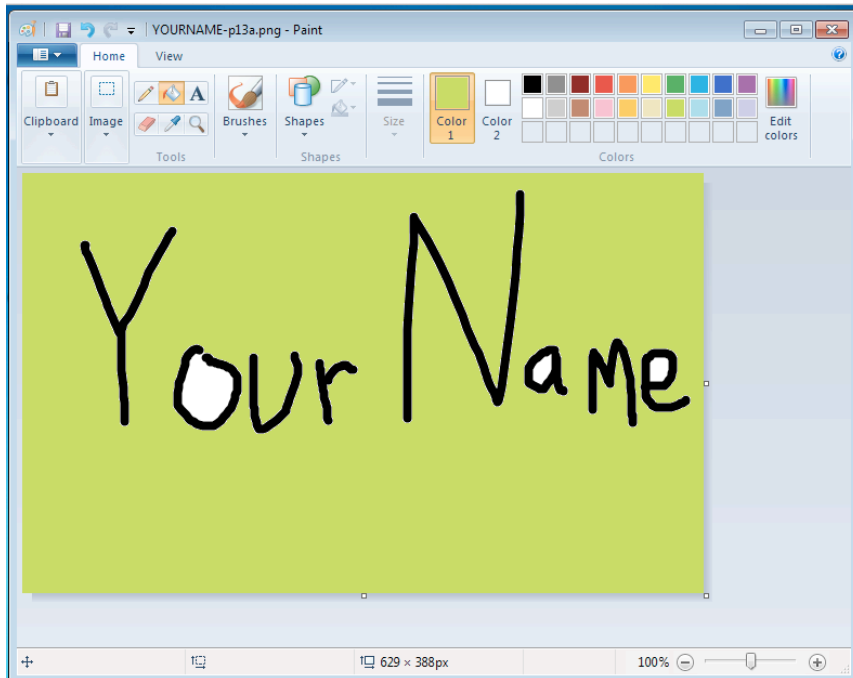 YOURNAME-p13a.png - Paint
Home View
Clipboard Image A Brushes Shapes Size Color 1 Color 2 Edit colors
Tools Shapes Colors
Your Name
629 × 388px 100%